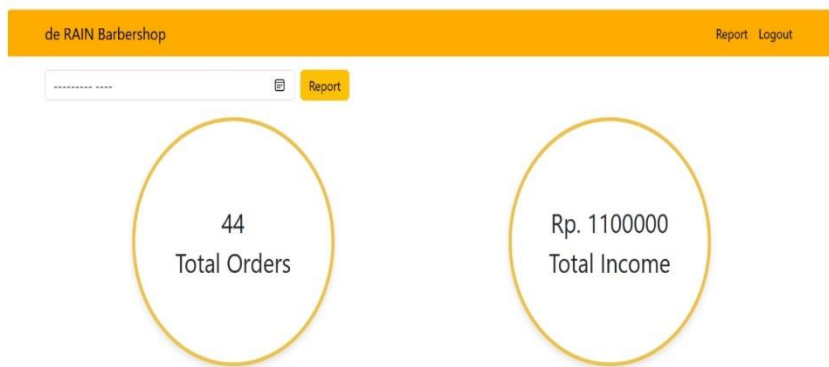 de RAIN Barbershop
Report Logout
--------- ----
Report
44
Total Orders
Rp. 1100000
Total Income